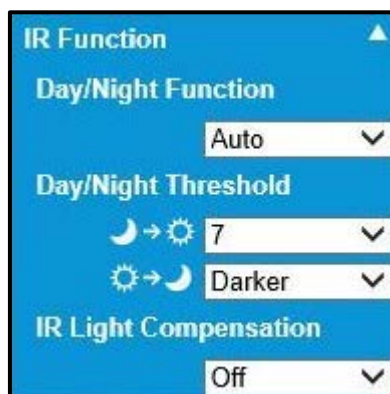 IR Function
Day/Night Function
Auto
Day/Night Threshold
7
Darker
IR Light Compensation
Off